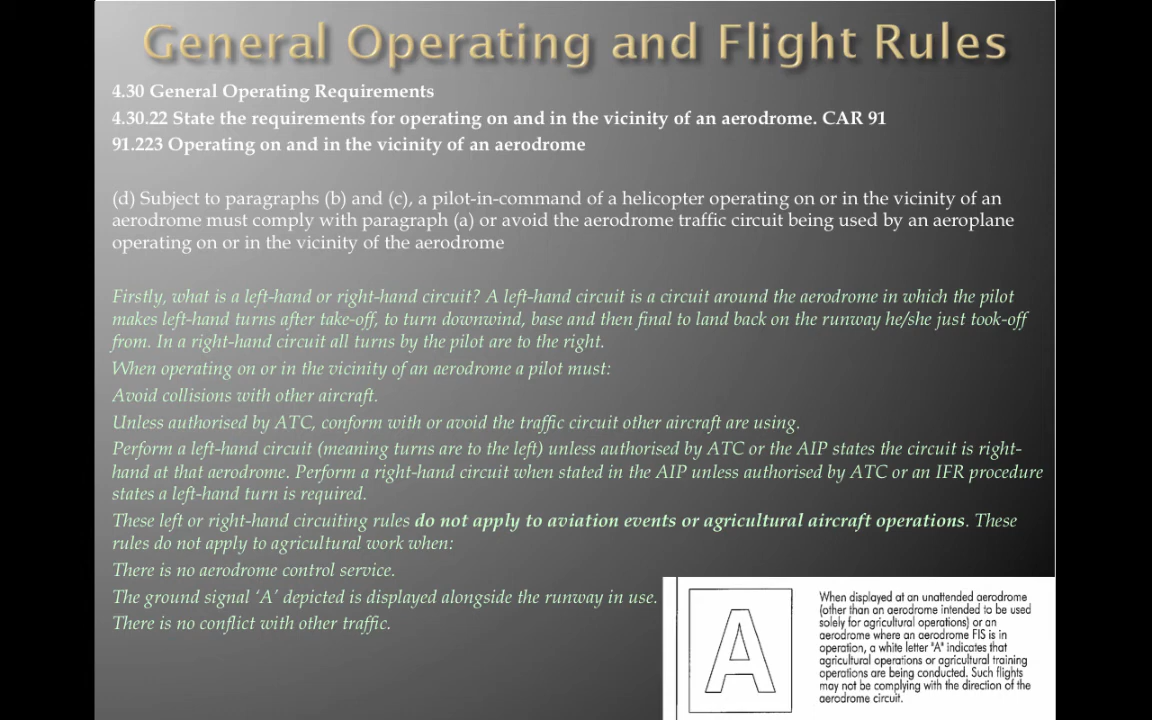 General Operating and Flight Rules
4.30 General Operating Requirements
4.30.22 State the requirements for operating on and in the vicinity of an aerodrome. CAR 91
91.223 Operating on and in the vicinity of an aerodrome
(d) Subject to paragraphs (b) and (c), a pilot-in-command of a helicopter operating on or in the vicinity of an
aerodrome must comply with paragraph (a) or avoid the aerodrome traffic circuit being used by an aeroplane
operating on or in the vicinity of the aerodrome
Firstly, what is a left-hand or right-hand circuit? A left-hand circuit is a circuit around the aerodrome in which the pilot
makes left-hand turns after take-off, to turn downwind, base and then final to land back on the runway he/she just took-off
from. In a right-hand circuit all turns by the pilot are to the right.
When operating on or in the vicinity of an aerodrome a pilot must:
Avoid collisions with other aircraft.
Unless authorised by ATC, conform with or avoid the traffic circuit other aircraft are using.
Perform a left-hand circuit (meaning turns are to the left) unless authorised by ATC or the AIP states the circuit is right-
hand at that aerodrome. Perform a right-hand circuit when stated in the AIP unless authorised by ATC or an IFR procedure
states a left-hand turn is required.
These left or right-hand circuiting rules do not apply to aviation events or agricultural aircraft operations. These
rules do not apply to agricultural work when:
There is no aerodrome control service.
The ground signal ‘A’ depicted is displayed alongside the runway in use.
There is no conflict with other traffic.
A
When displayed at an unattended aerodrome
(other than an aerodrome intended to be used
solely for agricultural operations) or an
aerodrome where an aerodrome FIS is in
operation, a white letter "A" indicates that
agricultural operations or agricultural training
operations are being conducted. Such flights
may not be complying with the direction of the
aerodrome circuit.